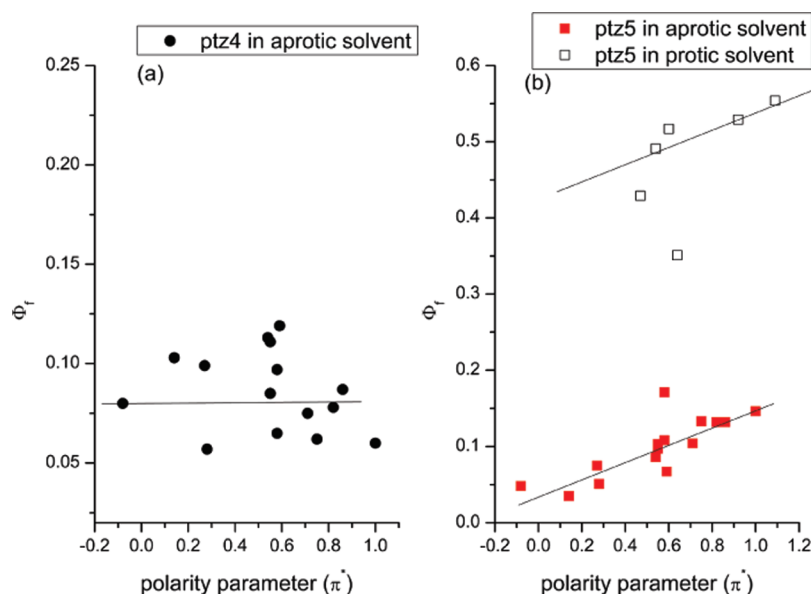 ptz4 in aprotic solvent
(a)
0.25
0.20
0.15
0.10
0.05
Φf
-0.2 0.0 0.2 0.4 0.6 0.8 1.0
polarity parameter (π*)
ptz5 in aprotic solvent
ptz5 in protic solvent
(b)
0.6
0.5
0.4
0.3
0.2
0.1
0.0
Φf
-0.2 0.0 0.2 0.4 0.6 0.8 1.0 1.2
polarity parameter (π*)